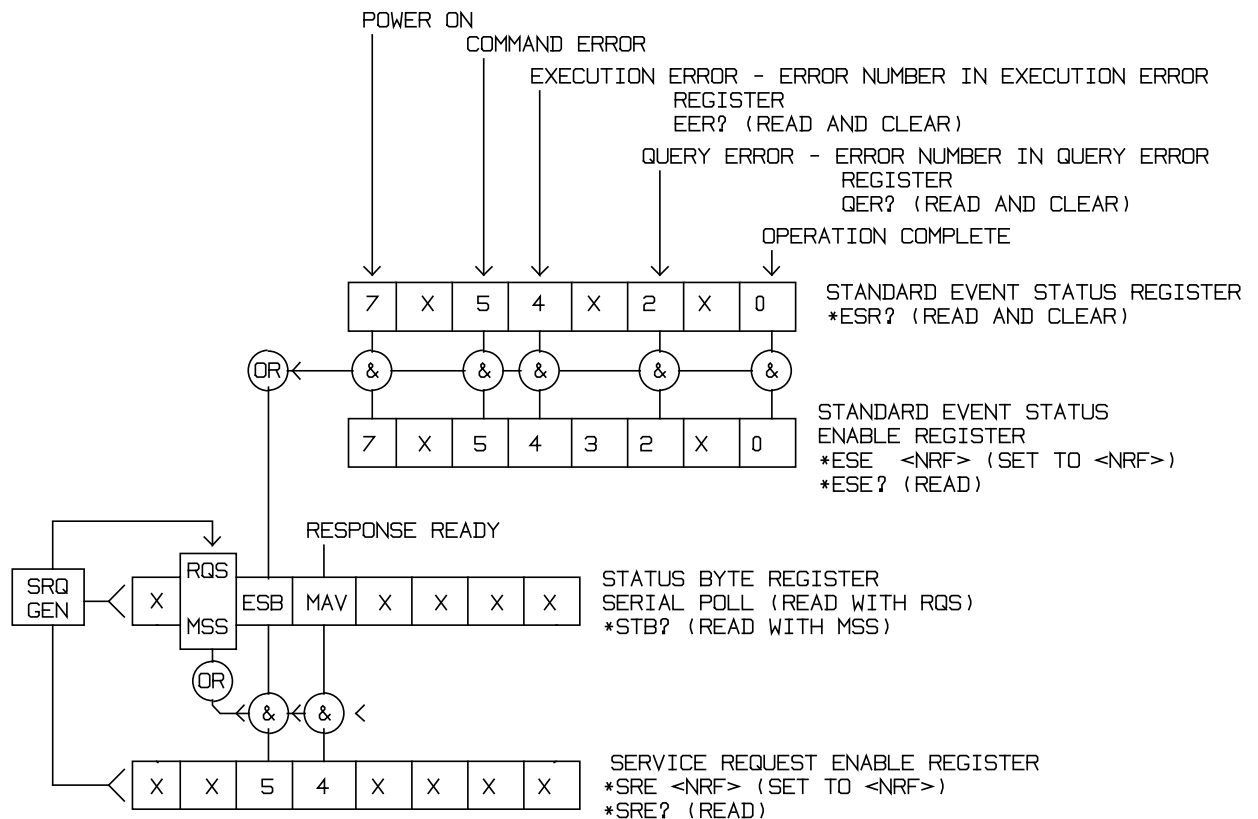 POWER ON
COMMAND ERROR
EXECUTION ERROR - ERROR NUMBER IN EXECUTION ERROR
REGISTER
EER? (READ AND CLEAR)
QUERY ERROR - ERROR NUMBER IN QUERY ERROR
REGISTER
QER? (READ AND CLEAR)
OPERATION COMPLETE
7 X 5 4 X 2 X 0
STANDARD EVENT STATUS REGISTER
*ESR? (READ AND CLEAR)
OR & & & & &
STANDARD EVENT STATUS
ENABLE REGISTER
*ESE <NRF> (SET TO <NRF>)
*ESE? (READ)
7 X 5 4 3 2 X 0
RESPONSE READY
SRQ
GEN
X
RQS
MSS
ESB MAV X X X X
STATUS BYTE REGISTER
SERIAL POLL (READ WITH RQS)
*STB? (READ WITH MSS)
OR
& &
X X 5 4 X X X X
SERVICE REQUEST ENABLE REGISTER
*SRE <NRF> (SET TO <NRF>)
*SRE? (READ)